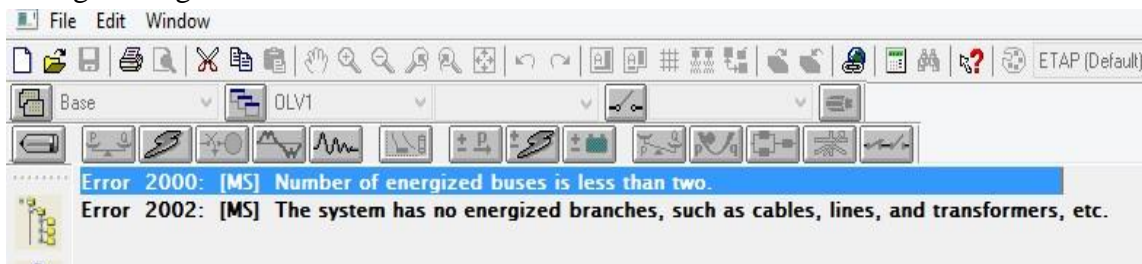 File Edit Window
ETAP (Default)
Base OLV1
Error 2000: [MS] Number of energized buses is less than two.
Error 2002: [MS] The system has no energized branches, such as cables, lines, and transformers, etc.